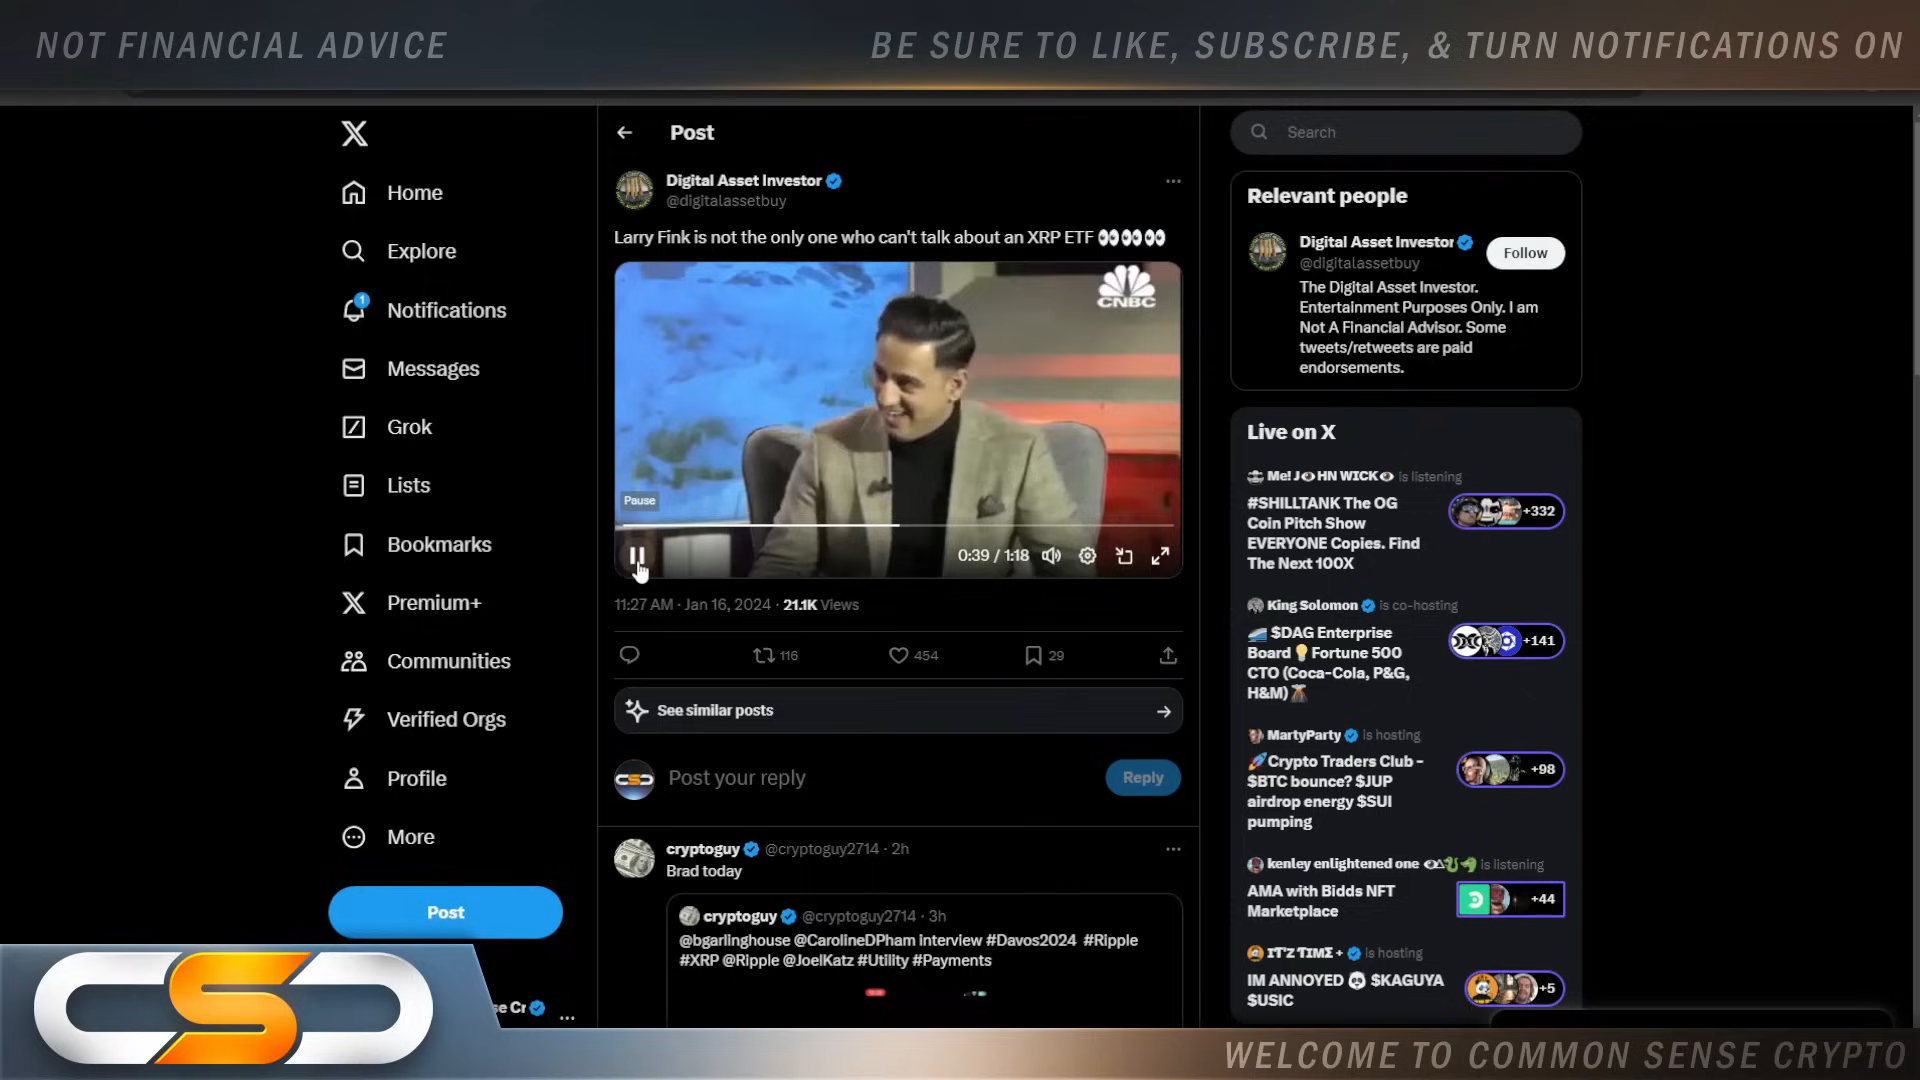 NOT FINANCIAL ADVICE
BE SURE TO LIKE, SUBSCRIBE, & TURN NOTIFICATIONS ON
Home
Explore
1
Notifications
Messages
Grok
Lists
Bookmarks
Premium+
Communities
Verified Orgs
Profile
More
Post
se Cr
...
Post
Digital Asset Investor
@digitalassetbuy
Larry Fink is not the only one who can't talk about an XRP ETF 👀👀👀
CNBC
Pause
0:39 / 1:18
11:27 AM · Jan 16, 2024 · 21.1K Views
116
454
29
See similar posts
Post your reply
Reply
cryptoguy @cryptoguy2714 · 2h
Brad today
cryptoguy @cryptoguy2714 · 3h
@bgarlinghouse @CarolineDPham interview #Davos2024 #Ripple
#XRP @Ripple @JoelKatz #Utility #Payments
Search
Relevant people
Digital Asset Investor
@digitalassetbuy
Follow
The Digital Asset Investor.
Entertainment Purposes Only. I am
Not A Financial Advisor. Some
tweets/retweets are paid
endorsements.
Live on X
Me! J👁HN WICK👁 is listening
#SHILLTANK The OG
Coin Pitch Show
EVERYONE Copies. Find
The Next 100X
+332
King Solomon is co-hosting
$DAG Enterprise
Board 💡 Fortune 500
CTO (Coca-Cola, P&G,
H&M)
+141
MartyParty is hosting
🚀Crypto Traders Club -
$BTC bounce? $JUP
airdrop energy $SUI
pumping
+98
kenley enlightened one is listening
AMA with Bidds NFT
Marketplace
+44
IT'Z TIME + is hosting
IM ANNOYED 🐼 $KAGUYA
$USIC
+5
CSC
WELCOME TO COMMON SENSE CRYPTO